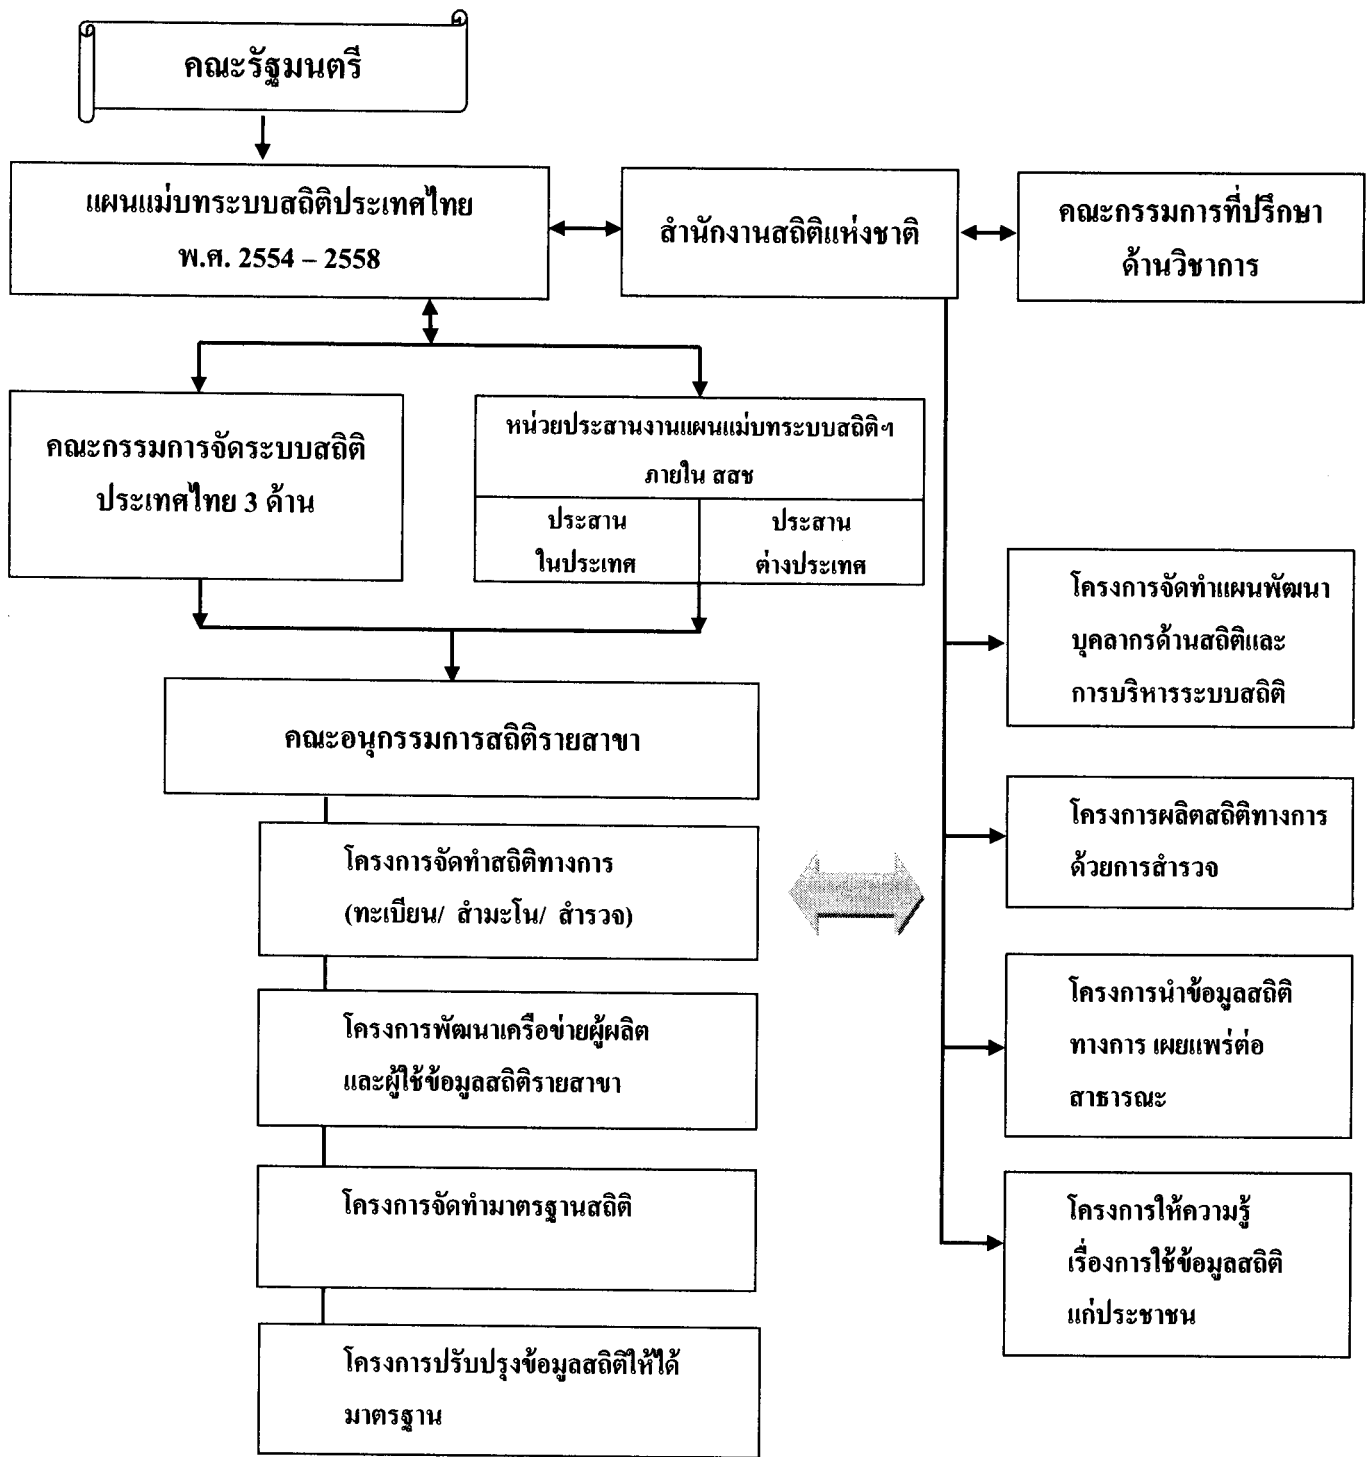 คณะรัฐมนตรี
แผนแม่บทระบบสถิติประเทศไทย
พ.ศ. 2554 – 2558
สำนักงานสถิติแห่งชาติ
คณะกรรมการที่ปรึกษา
ด้านวิชาการ
คณะกรรมการจัดระบบสถิติ
ประเทศไทย 3 ด้าน
หน่วยประสานงานแผนแม่บทระบบสถิติฯ
ภายใน สสช
ประสาน
ในประเทศ
ประสาน
ต่างประเทศ
คณะอนุกรรมการสถิติรายสาขา
โครงการจัดทำสถิติทางการ
(ทะเบียน/ สำมะโน/ สำรวจ)
โครงการพัฒนาเครือข่ายผู้ผลิต
และผู้ใช้ข้อมูลสถิติรายสาขา
โครงการจัดทำมาตรฐานสถิติ
โครงการปรับปรุงข้อมูลสถิติให้ได้
มาตรฐาน
โครงการจัดทำแผนพัฒนา
บุคลากรด้านสถิติและ
การบริหารระบบสถิติ
โครงการผลิตสถิติทางการ
ด้วยการสำรวจ
โครงการนำข้อมูลสถิติ
ทางการ เผยแพร่ต่อ
สาธารณะ
โครงการให้ความรู้
เรื่องการใช้ข้อมูลสถิติ
แก่ประชาชน